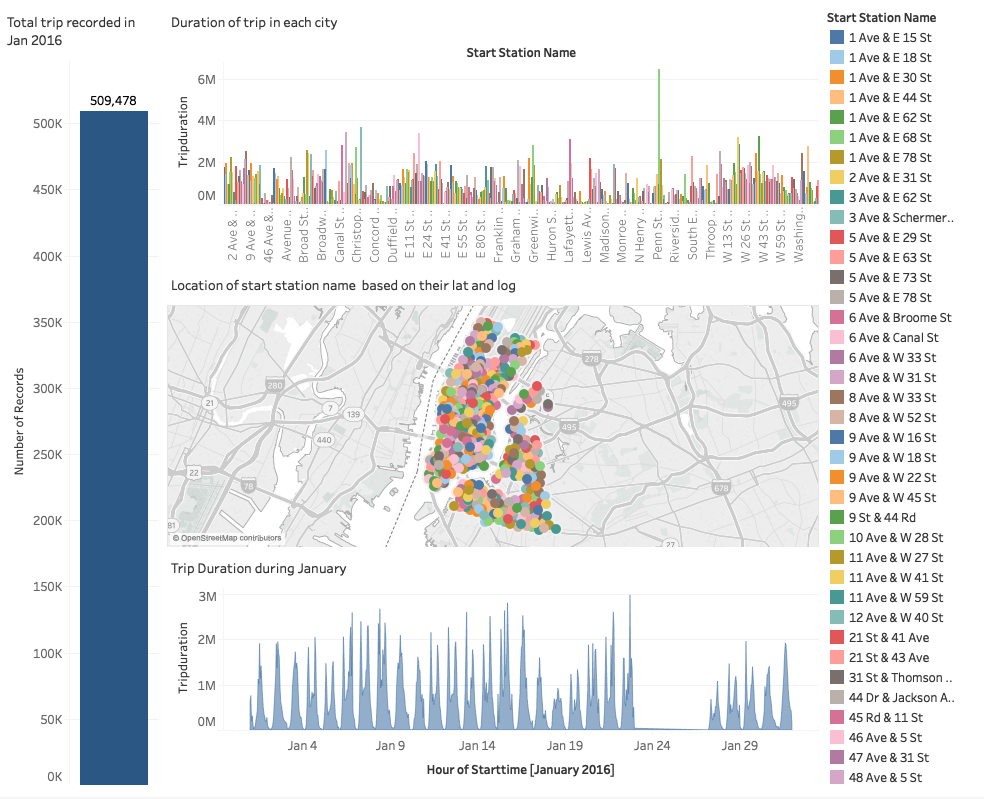 Total trip recorded in
Jan 2016
509,478
500K
450K
400K
350K
300K
250K
200K
150K
100K
50K
0K
Number of Records
Duration of trip in each city
Start Station Name
6M
4M
2M
0M
Tripduration
2 Ave & ..
9 Ave & ..
46 Ave & ..
Avenue ..
Broad St..
Broadw..
Canal St ..
Christop..
Concord ..
Duffield ..
E 11 St ..
E 24 St ..
E 41 St ..
E 55 St ..
E 80 St ..
Franklin ..
Graham ..
Greenwi..
Huron S..
Lafayett..
Lewis Av..
Madison..
Monroe ..
N Henry ..
Penn St..
Riversid..
South E..
Throop ..
W 13 St ..
W 26 St ..
W 43 St ..
W 59 St ..
Washing..
Location of start station name based on their lat and log
278
280
495
21
7
139
495
440
22
78
678
81
27
© OpenStreetMap contributors
Trip Duration during January
3M
2M
1M
0M
Tripduration
Jan 4
Jan 9
Jan 14
Jan 19
Jan 24
Jan 29
Hour of Starttime [January 2016]
Start Station Name
1 Ave & E 15 St
1 Ave & E 18 St
1 Ave & E 30 St
1 Ave & E 44 St
1 Ave & E 62 St
1 Ave & E 68 St
1 Ave & E 78 St
2 Ave & E 31 St
3 Ave & E 62 St
3 Ave & Schermer..
5 Ave & E 29 St
5 Ave & E 63 St
5 Ave & E 73 St
5 Ave & E 78 St
6 Ave & Broome St
6 Ave & Canal St
6 Ave & W 33 St
8 Ave & W 31 St
8 Ave & W 33 St
8 Ave & W 52 St
9 Ave & W 16 St
9 Ave & W 18 St
9 Ave & W 22 St
9 Ave & W 45 St
9 St & 44 Rd
10 Ave & W 28 St
11 Ave & W 27 St
11 Ave & W 41 St
11 Ave & W 59 St
12 Ave & W 40 St
21 St & 41 Ave
21 St & 43 Ave
31 St & Thomson ..
44 Dr & Jackson A..
45 Rd & 11 St
46 Ave & 5 St
47 Ave & 31 St
48 Ave & 5 St